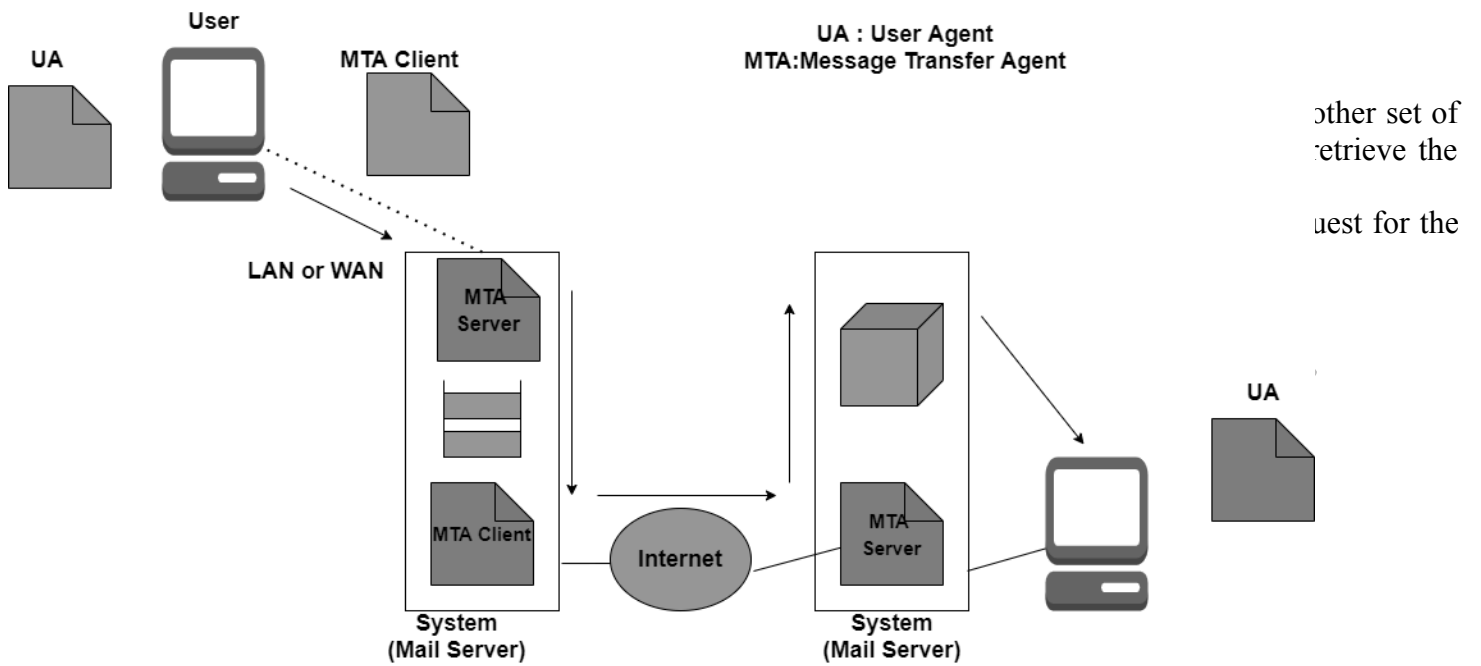 User
UA
MTA Client
UA : User Agent
MTA:Message Transfer Agent
other set of
retrieve the
uest for the
LAN or WAN
MTA
Server
MTA Client
Internet
MTA
Server
UA
System
(Mail Server)
System
(Mail Server)